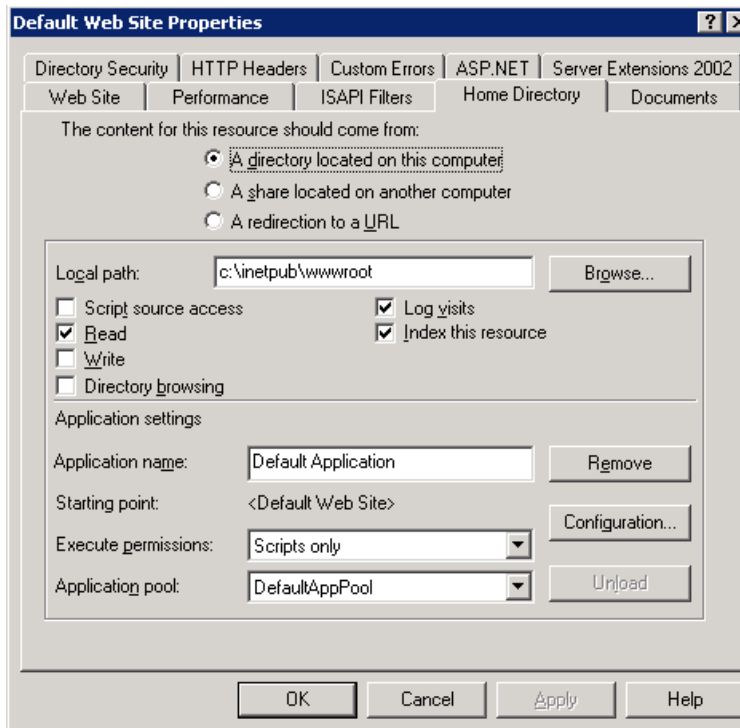 Default Web Site Properties
Directory Security HTTP Headers Custom Errors ASP.NET Server Extensions 2002
Web Site Performance ISAPI Filters Home Directory Documents
The content for this resource should come from:
A directory located on this computer
A share located on another computer
A redirection to a URL
Local path: c:\inetpub\wwwroot Browse...
Script source access Log visits
Read Index this resource
Write
Directory browsing
Application settings
Application name: Default Application Remove
Starting point: <Default Web Site>
Configuration...
Execute permissions: Scripts only
Application pool: DefaultAppPool Unload
OK Cancel Apply Help